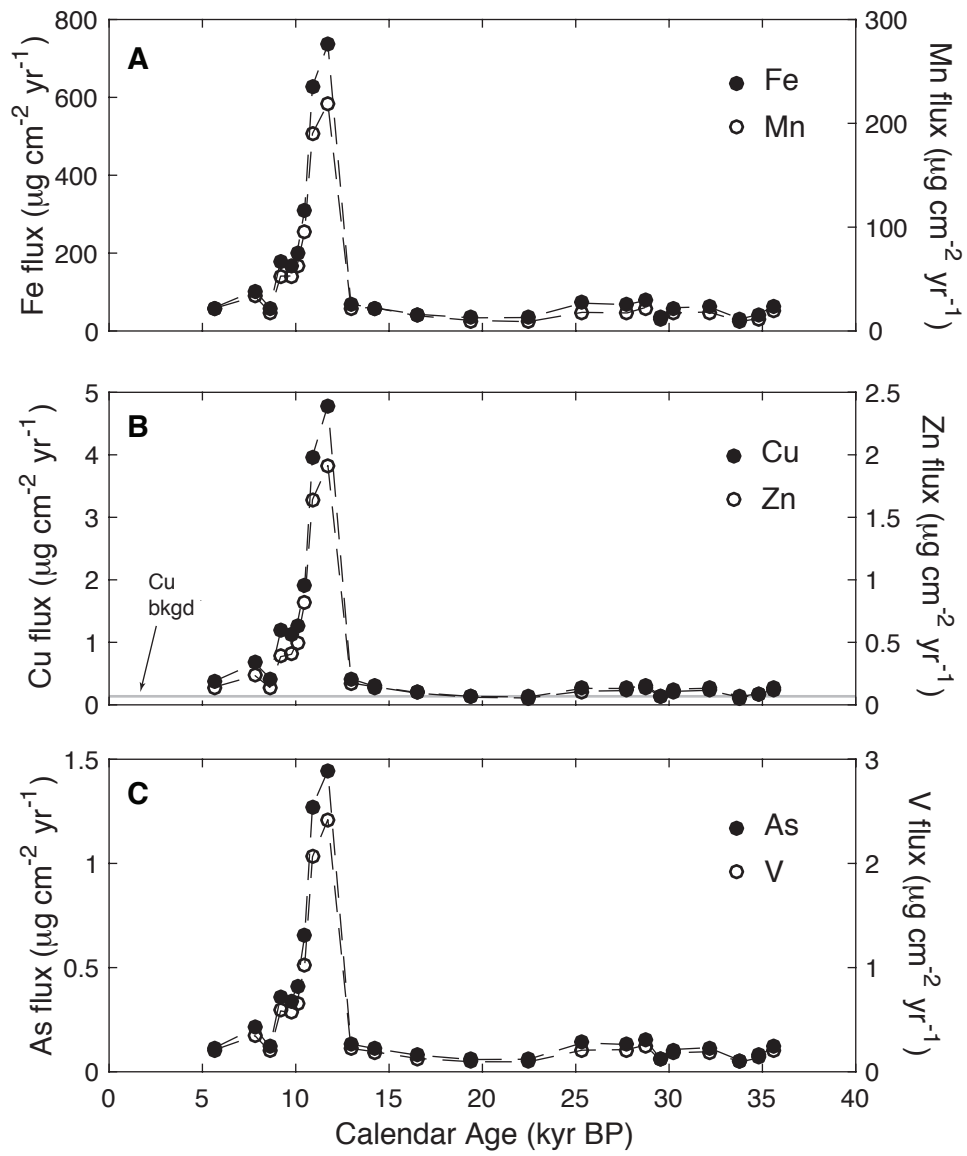 A
Fe flux (μg cm-2 yr-1)
800
600
400
200
0
Fe
Mn
300
200
100
0
Mn flux (μg cm-2 yr-1)
B
Cu flux (μg cm-2 yr-1)
5
4
3
2
1
0
Cu
bkgd
Cu
Zn
2.5
2
1.5
1
0.5
0
Zn flux (μg cm-2 yr-1)
C
As flux (μg cm-2 yr-1)
1.5
1
0.5
0
As
V
3
2
1
0
V flux (μg cm-2 yr-1)
0 5 10 15 20 25 30 35 40
Calendar Age (kyr BP)